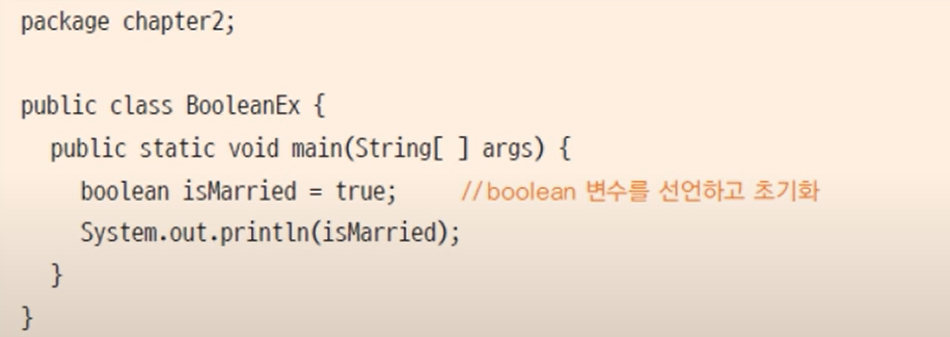 package chapter2;
public class BooleanEx {
public static void main(String[ ] args) {
boolean isMarried = true; //boolean 변수를 선언하고 초기화
System.out.println(isMarried);
}
}